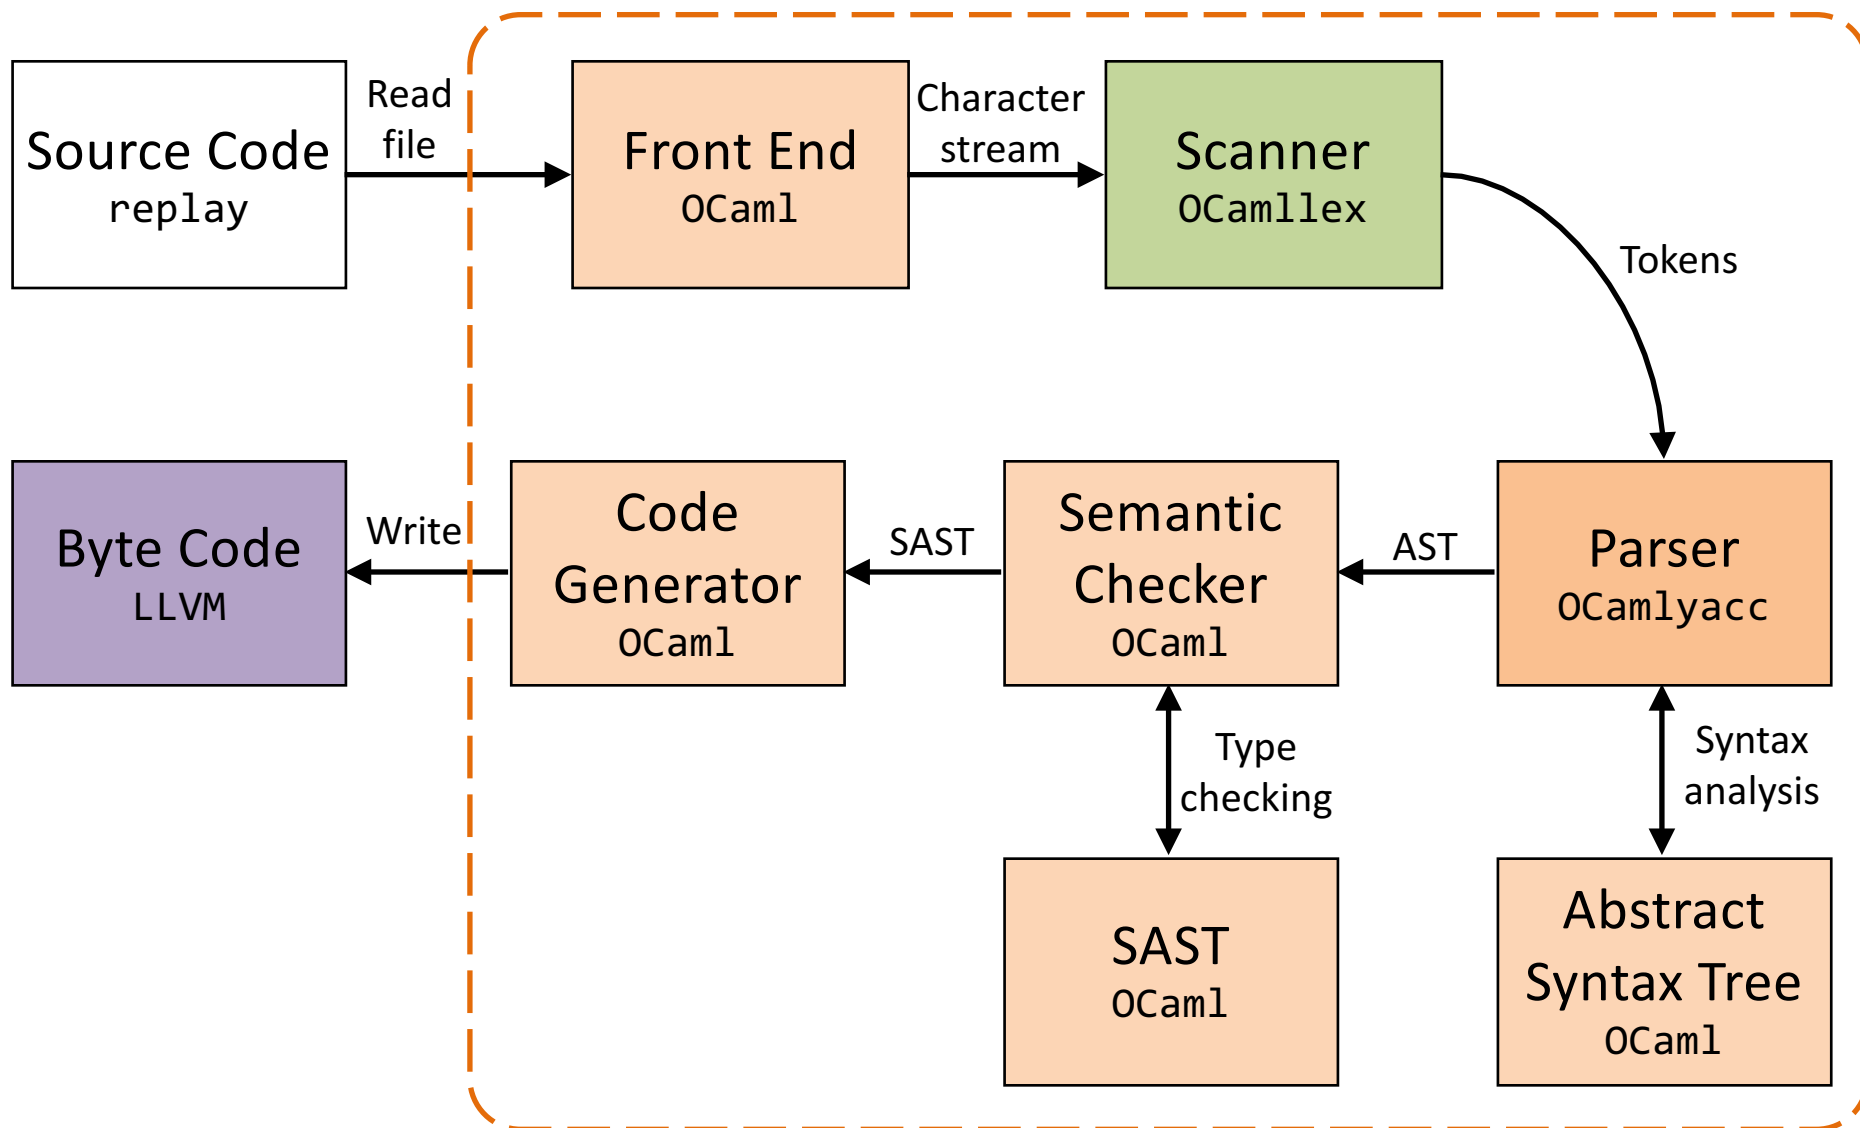 Read
file
Source Code
replay
Front End
OCaml
Character
stream
Scanner
OCamllex
Tokens
Byte Code
LLVM
Write
Code
Generator
OCaml
SAST
Semantic
Checker
OCaml
AST
Parser
OCamlyacc
Type
checking
Syntax
analysis
SAST
OCaml
Abstract
Syntax Tree
OCaml